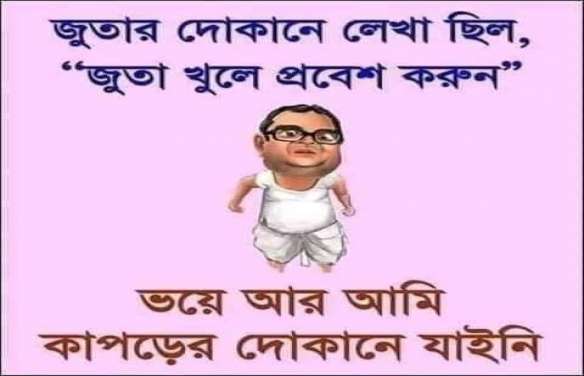 জুতার দোকানে লেখা ছিল,
“জুতা খুলে প্রবেশ করুন”
ভয়ে আর আমি
কাপড়ের দোকানে যাইনি